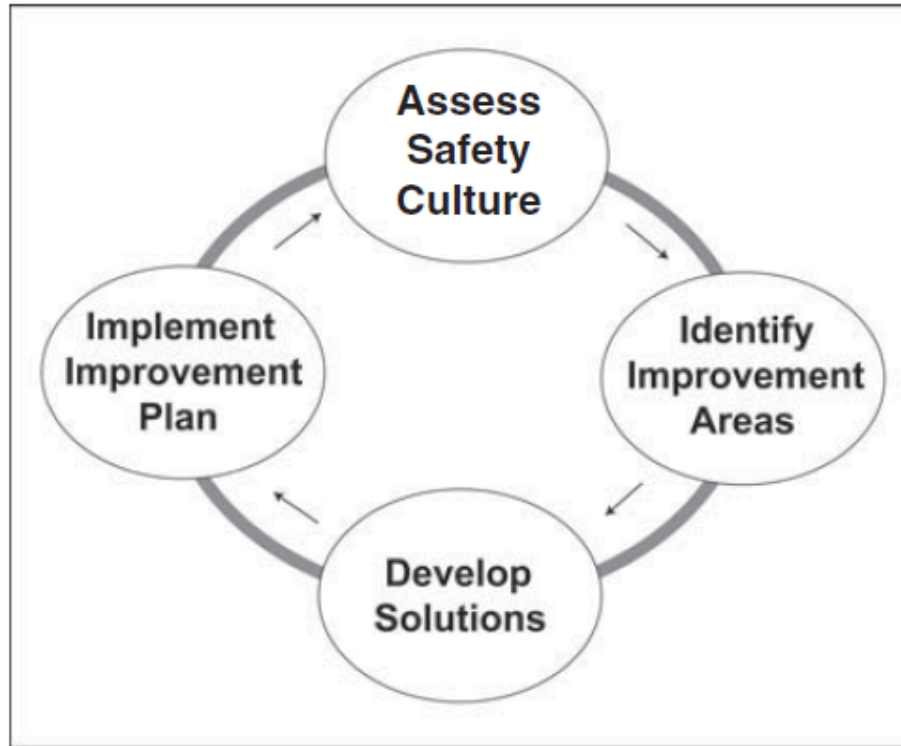 Assess
Safety
Culture
Identify
Improvement
Areas
Develop
Solutions
Implement
Improvement
Plan